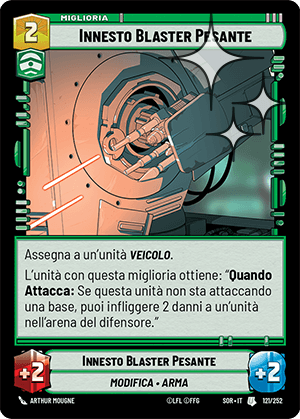 MIGLIORIA
2
INNESTO BLASTER PESANTE
Assegna a un'unità VEICOLO.
L'unità con questa miglioria ottiene: "Quando
Attacca: Se questa unità non sta attaccando
una base, puoi infliggere 2 danni a un'unità
nell'arena del difensore."
INNESTO BLASTER PESANTE
+2
MODIFICA • ARMA
+2
ARTHUR MOUGNE
©LFL ⓒFFG
SOR • IT
121/252